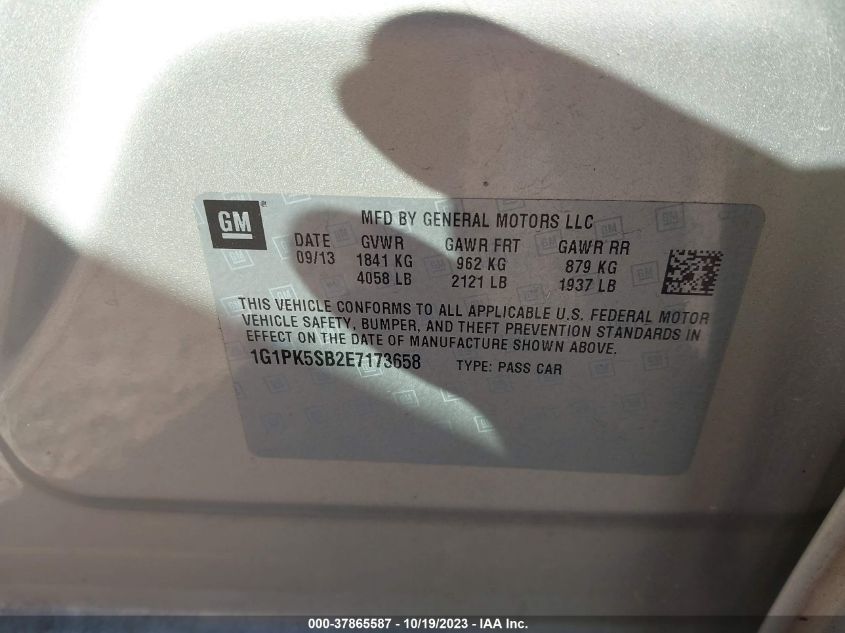 GM ®
MFD BY GENERAL MOTORS LLC
DATE GVWR GAWR FRT GAWR RR
09/13 1841 KG 962 KG 879 KG
4058 LB 2121 LB 1937 LB
THIS VEHICLE CONFORMS TO ALL APPLICABLE U.S. FEDERAL MOTOR
VEHICLE SAFETY, BUMPER, AND THEFT PREVENTION STANDARDS IN
EFFECT ON THE DATE OF MANUFACTURE SHOWN ABOVE.
1G1PK5SB2E7173658 TYPE: PASS CAR
000-37865587 - 10/19/2023 - IAA Inc.